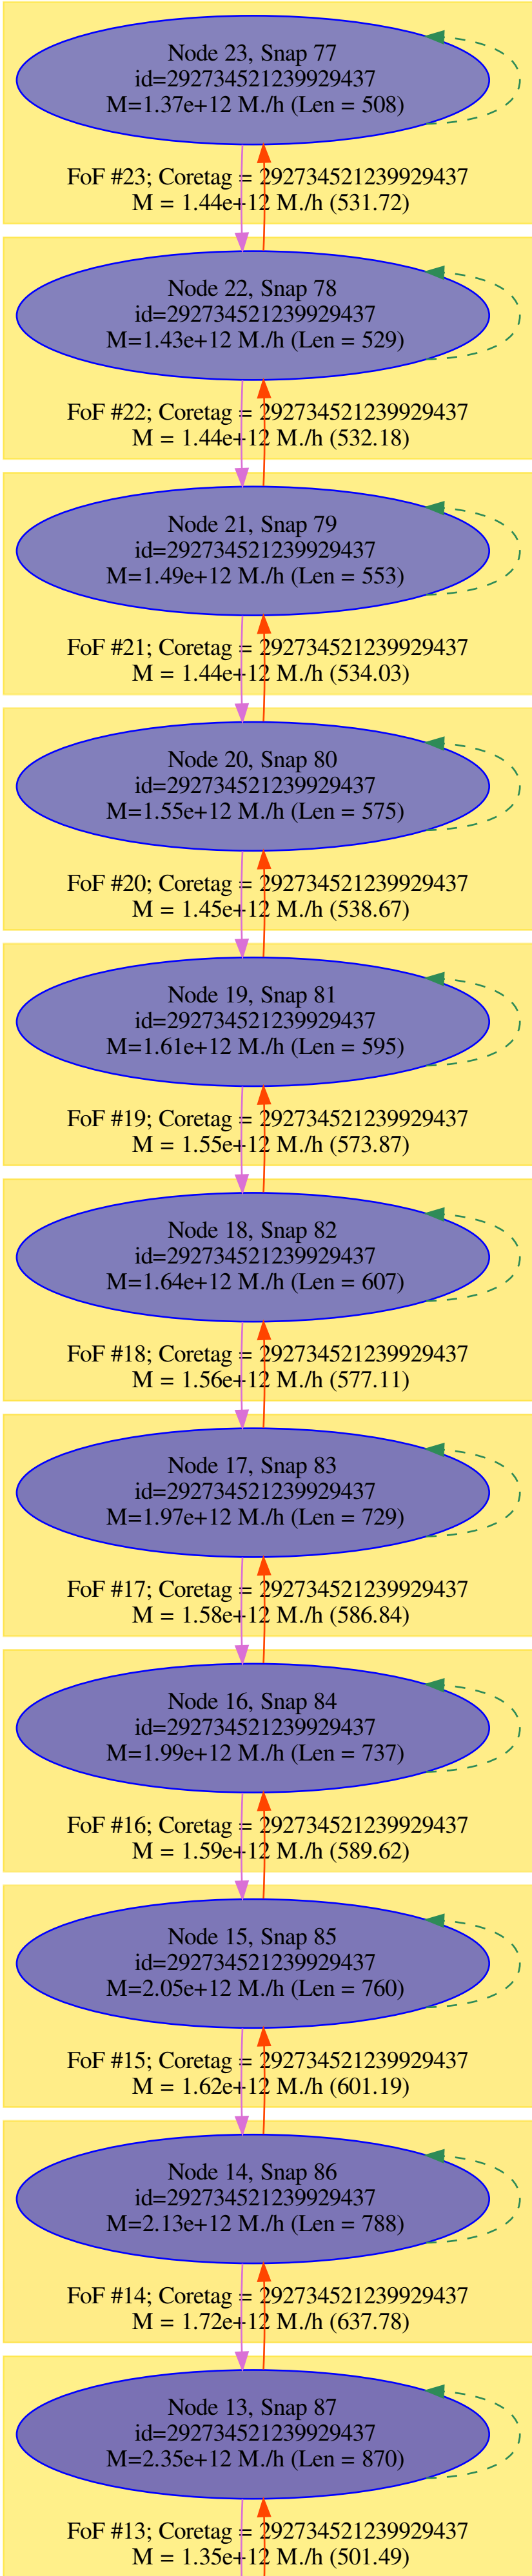 Node 23, Snap 77
id=292734521239929437
M=1.37e+12 M./h (Len = 508)
FoF #23; Coretag = 292734521239929437
M = 1.44e+12 M./h (531.72)
Node 22, Snap 78
id=292734521239929437
M=1.43e+12 M./h (Len = 529)
FoF #22; Coretag = 292734521239929437
M = 1.44e+12 M./h (532.18)
Node 21, Snap 79
id=292734521239929437
M=1.49e+12 M./h (Len = 553)
FoF #21; Coretag = 292734521239929437
M = 1.44e+12 M./h (534.03)
Node 20, Snap 80
id=292734521239929437
M=1.55e+12 M./h (Len = 575)
FoF #20; Coretag = 292734521239929437
M = 1.45e+12 M./h (538.67)
Node 19, Snap 81
id=292734521239929437
M=1.61e+12 M./h (Len = 595)
FoF #19; Coretag = 292734521239929437
M = 1.55e+12 M./h (573.87)
Node 18, Snap 82
id=292734521239929437
M=1.64e+12 M./h (Len = 607)
FoF #18; Coretag = 292734521239929437
M = 1.56e+12 M./h (577.11)
Node 17, Snap 83
id=292734521239929437
M=1.97e+12 M./h (Len = 729)
FoF #17; Coretag = 292734521239929437
M = 1.58e+12 M./h (586.84)
Node 16, Snap 84
id=292734521239929437
M=1.99e+12 M./h (Len = 737)
FoF #16; Coretag = 292734521239929437
M = 1.59e+12 M./h (589.62)
Node 15, Snap 85
id=292734521239929437
M=2.05e+12 M./h (Len = 760)
FoF #15; Coretag = 292734521239929437
M = 1.62e+12 M./h (601.19)
Node 14, Snap 86
id=292734521239929437
M=2.13e+12 M./h (Len = 788)
FoF #14; Coretag = 292734521239929437
M = 1.72e+12 M./h (637.78)
Node 13, Snap 87
id=292734521239929437
M=2.35e+12 M./h (Len = 870)
FoF #13; Coretag = 292734521239929437
M = 1.35e+12 M./h (501.49)